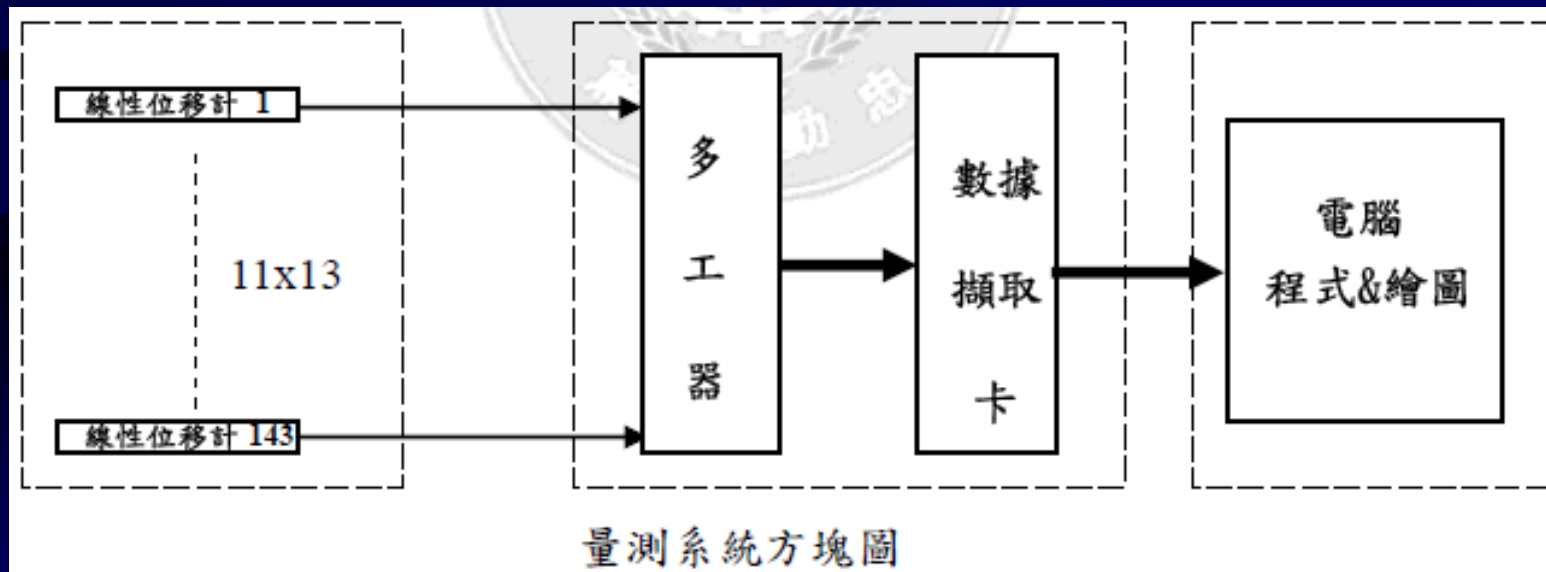 線性位移計 1
11x13
線性位移計 143
多
工
器
數據
擷取
卡
電腦
程式&繪圖
量測系統方塊圖